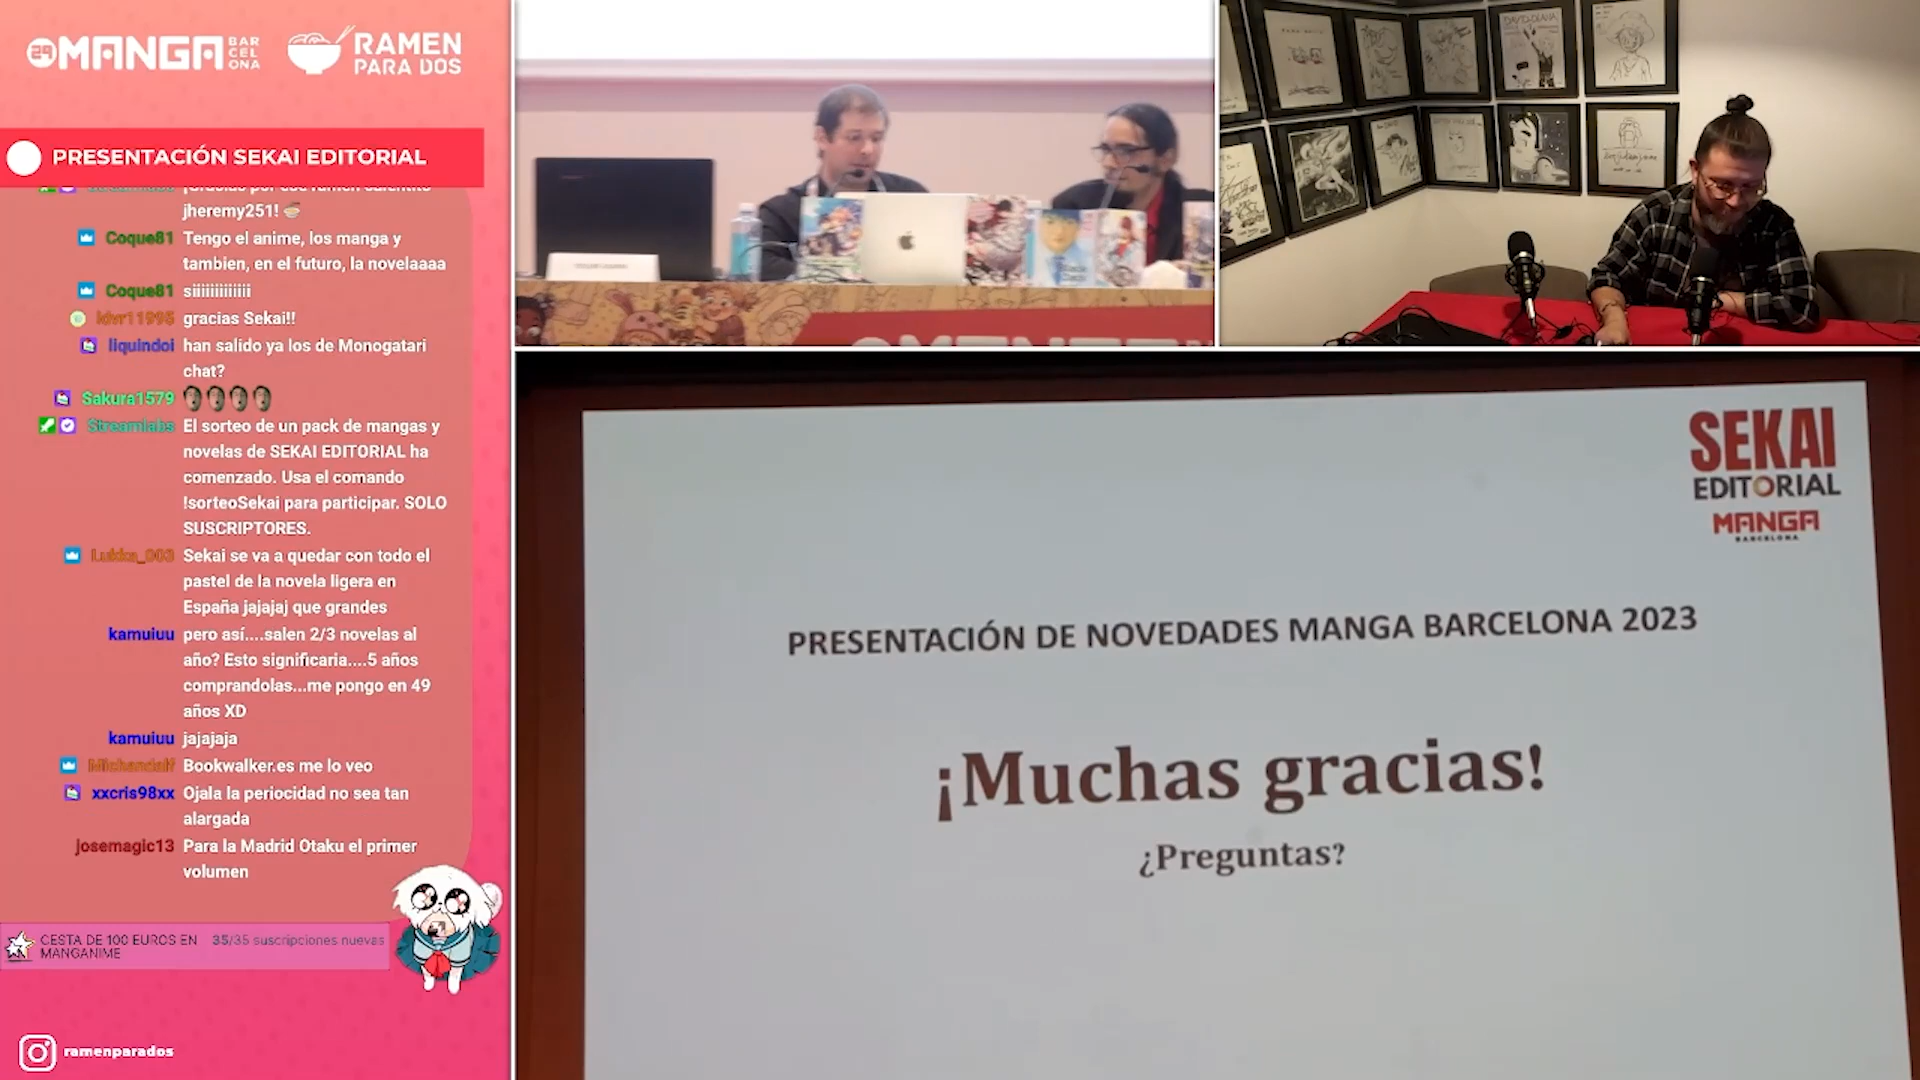 29 MANGA BAR
CEL
ONA
RAMEN
PARA DOS
PRESENTACIÓN SEKAI EDITORIAL
jheremy251!
Coque81 Tengo el anime, los manga y
tambien, en el futuro, la novelaaaa
Coque81 siiiiiiiiiiiii
gracias Sekai!!
liquindoi han salido ya los de Monogatari
chat?
Sakura1579
Streamlabs El sorteo de un pack de mangas y
novelas de SEKAI EDITORIAL ha
comenzado. Usa el comando
!sorteoSekai para participar. SOLO
SUSCRIPTORES.
Lukka_003 Sekai se va a quedar con todo el
pastel de la novela ligera en
España jajajaj que grandes
kamuiuu pero así....salen 2/3 novelas al
año? Esto significaria....5 años
comprandolas...me pongo en 49
años XD
kamuiuu jajajaja
Michandalf Bookwalker.es me lo veo
xxcris98xx Ojala la periocidad no sea tan
alargada
josemagic13 Para la Madrid Otaku el primer
volumen
CESTA DE 100 EUROS EN
MANGANIME
35/35 suscripciones nuevas
ramenparados
SEKAI
EDITORIAL
MANGA
BARCELONA
PRESENTACIÓN DE NOVEDADES MANGA BARCELONA 2023
¡Muchas gracias!
¿Preguntas?